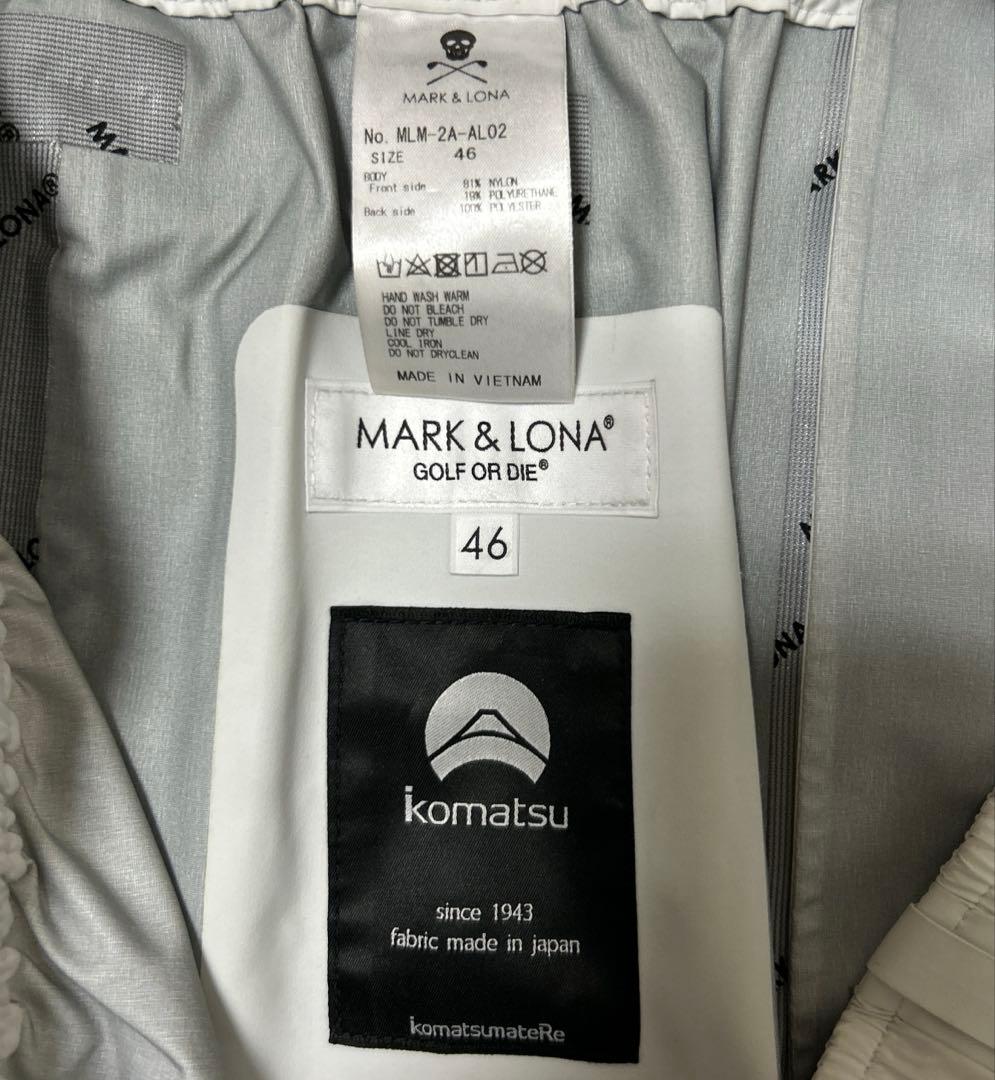 MARK & LONA
No. MLM-2A-AL02
SIZE 46
BODY
Front side 81% NYLON
19% POLYURETHANE
Back side 100% POLYESTER
HAND WASH WARM
DO NOT BLEACH
DO NOT TUMBLE DRY
LINE DRY
COOL IRON
DO NOT DRYCLEAN
MADE IN VIETNAM
MARK & LONA®
GOLF OR DIE®
46
komatsu
since 1943
fabric made in japan
komatsumateRe
LONA®